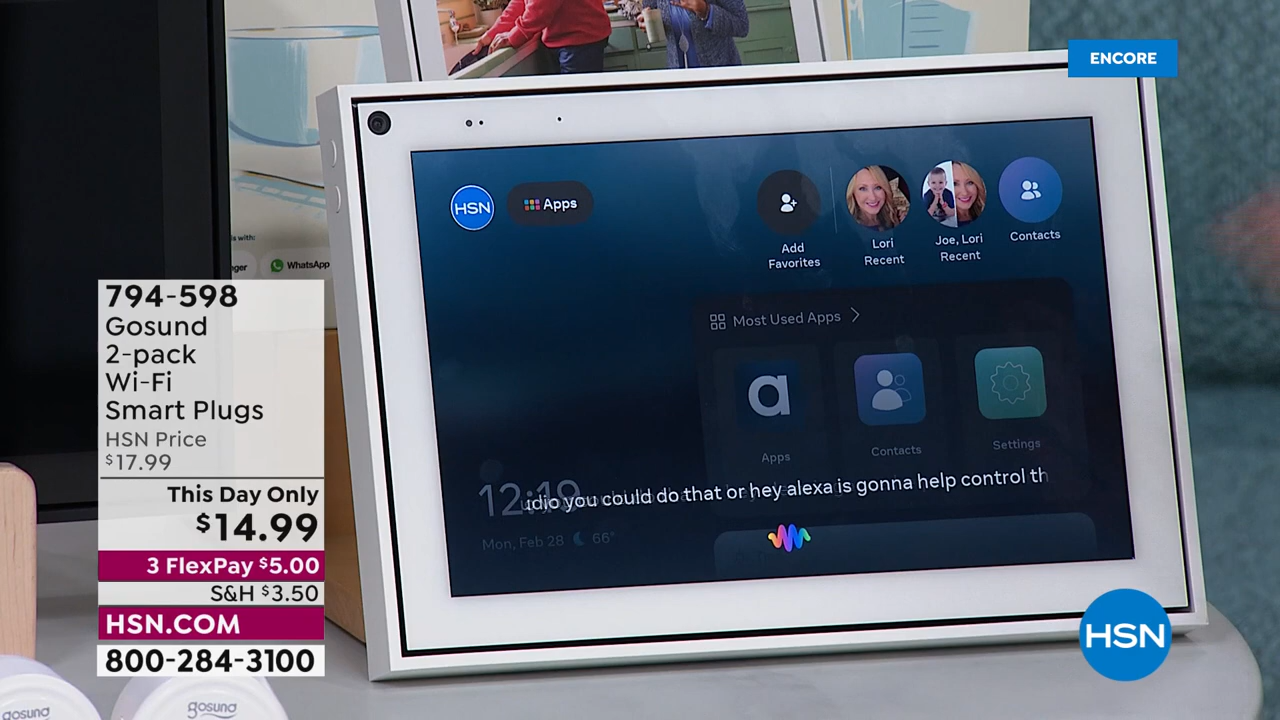 ENCORE
HSN
Apps
Add
Favorites
Lori
Recent
Joe, Lori
Recent
Contacts
WhatsApp
Most Used Apps
Apps
Contacts
Settings
you could do that or hey alexa is gonna help control
12:19
Mon, Feb 28 66°
794-598
Gosund
2-pack
Wi-Fi
Smart Plugs
HSN Price
$17.99
This Day Only
$14.99
3 FlexPay $5.00
S&H $3.50
HSN.COM
800-284-3100
HSN
gosund
gosund